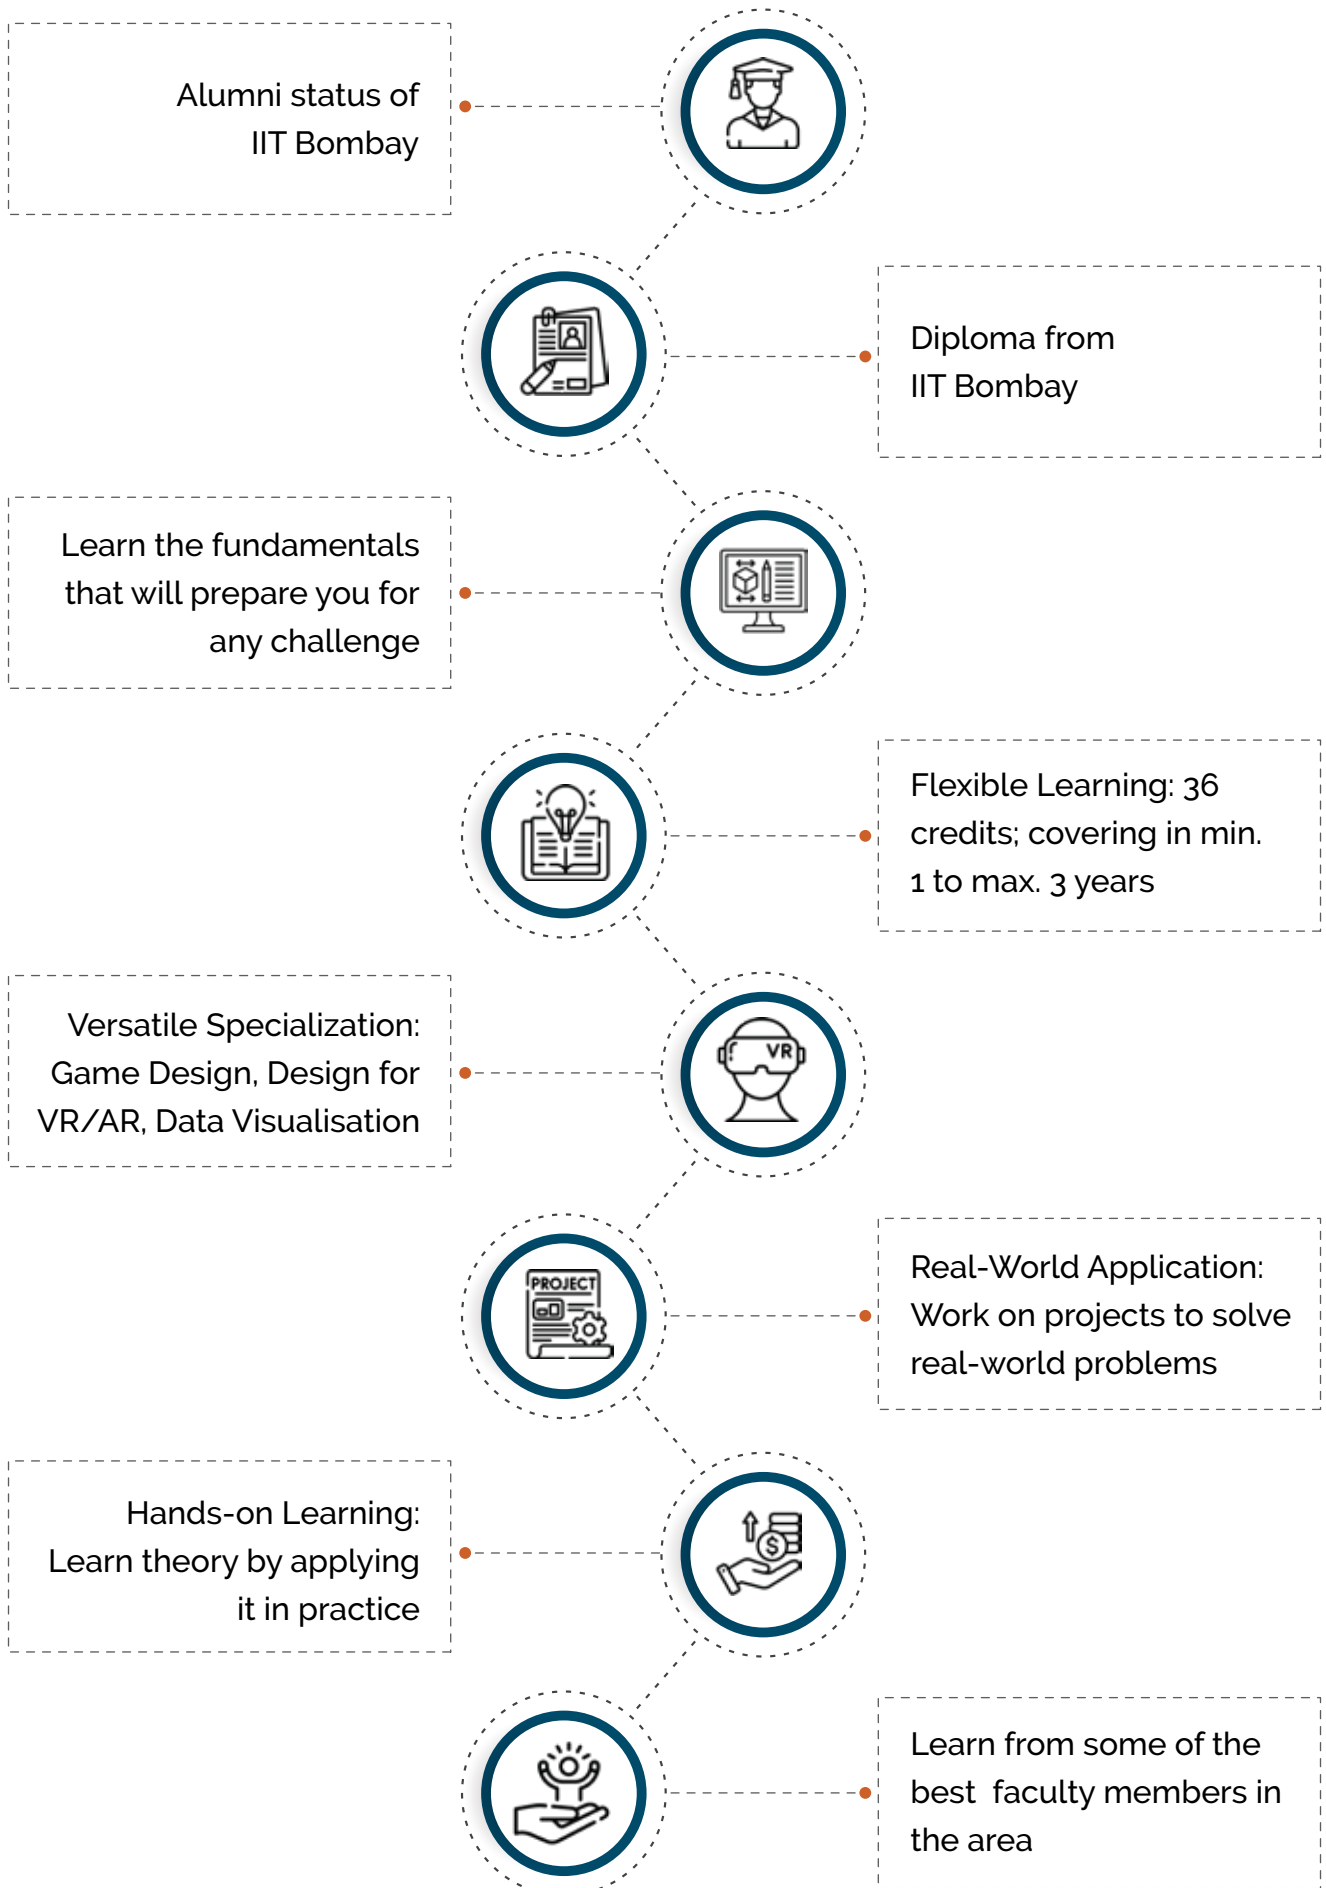 Alumni status of
IIT Bombay
Diploma from
IIT Bombay
Learn the fundamentals
that will prepare you for
any challenge
Flexible Learning: 36
credits; covering in min.
1 to max. 3 years
Versatile Specialization:
Game Design, Design for
VR/AR, Data Visualisation
VR
Real-World Application:
Work on projects to solve
real-world problems
PROJECT
Hands-on Learning:
Learn theory by applying
it in practice
$
Learn from some of the
best  faculty members in
the area